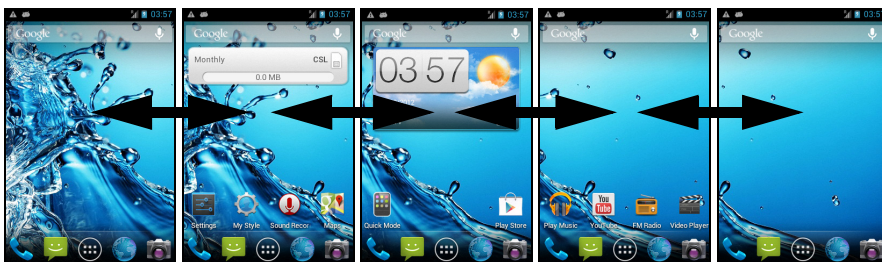 03:57
Google
03:57
Google
Monthly CSL
0.0 MB
Settings My Style Sound Recor Maps
03:57
Google
03 57
Quick Mode Play Store
03:57
Google
You
Tube
Play Music YouTube FM Radio Video Player
03:57
Google